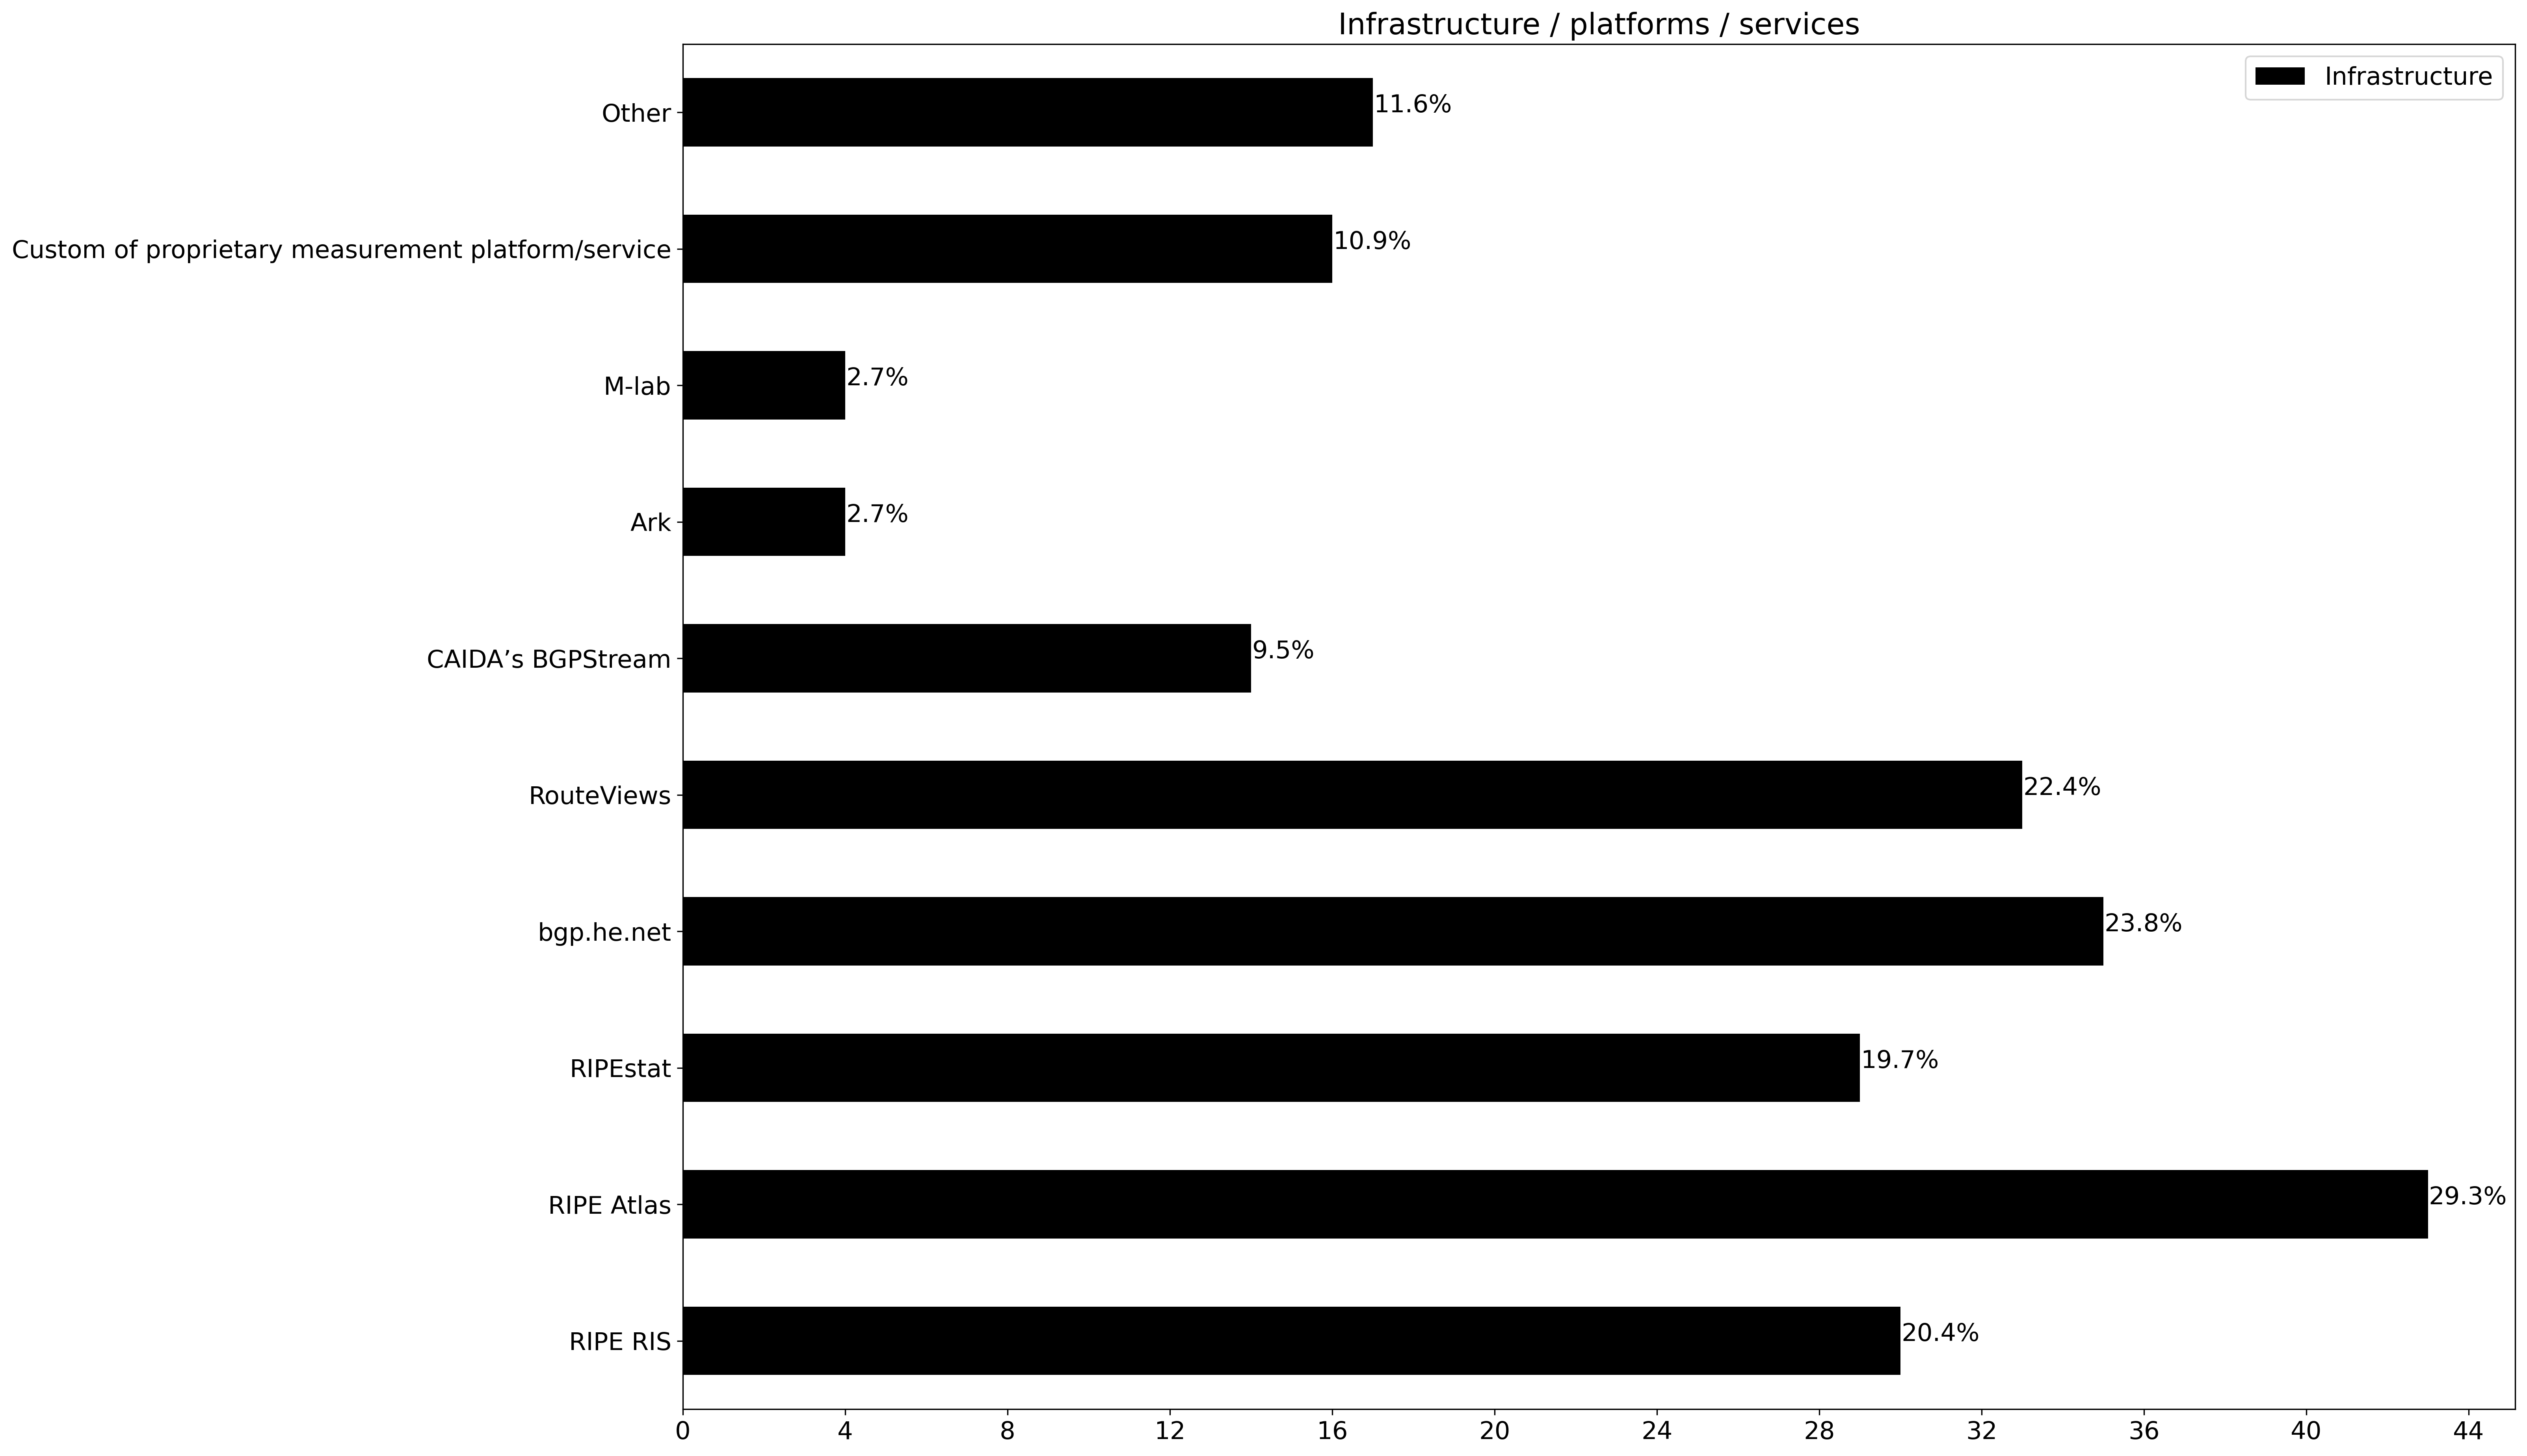 Infrastructure / platforms / services
Infrastructure
Other
11.6%
Custom of proprietary measurement platform/service
10.9%
M-lab
2.7%
Ark
2.7%
CAIDA’s BGPStream
9.5%
RouteViews
22.4%
bgp.he.net
23.8%
RIPEstat
19.7%
RIPE Atlas
29.3%
RIPE RIS
20.4%
0 4 8 12 16 20 24 28 32 36 40 44